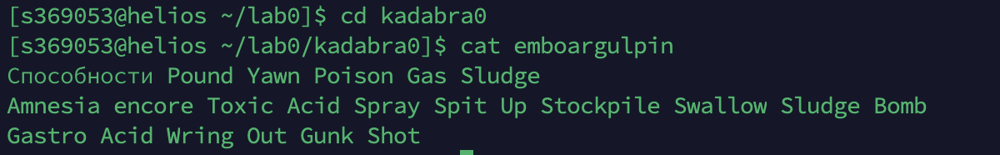 [s369053@helios ~/lab0]$ cd kadabra0
[s369053@helios ~/lab0/kadabra0]$ cat emboargulpin
Способности Pound Yawn Poison Gas Sludge
Amnesia encore Toxic Acid Spray Spit Up Stockpile Swallow Sludge Bomb
Gastro Acid Wring Out Gunk Shot